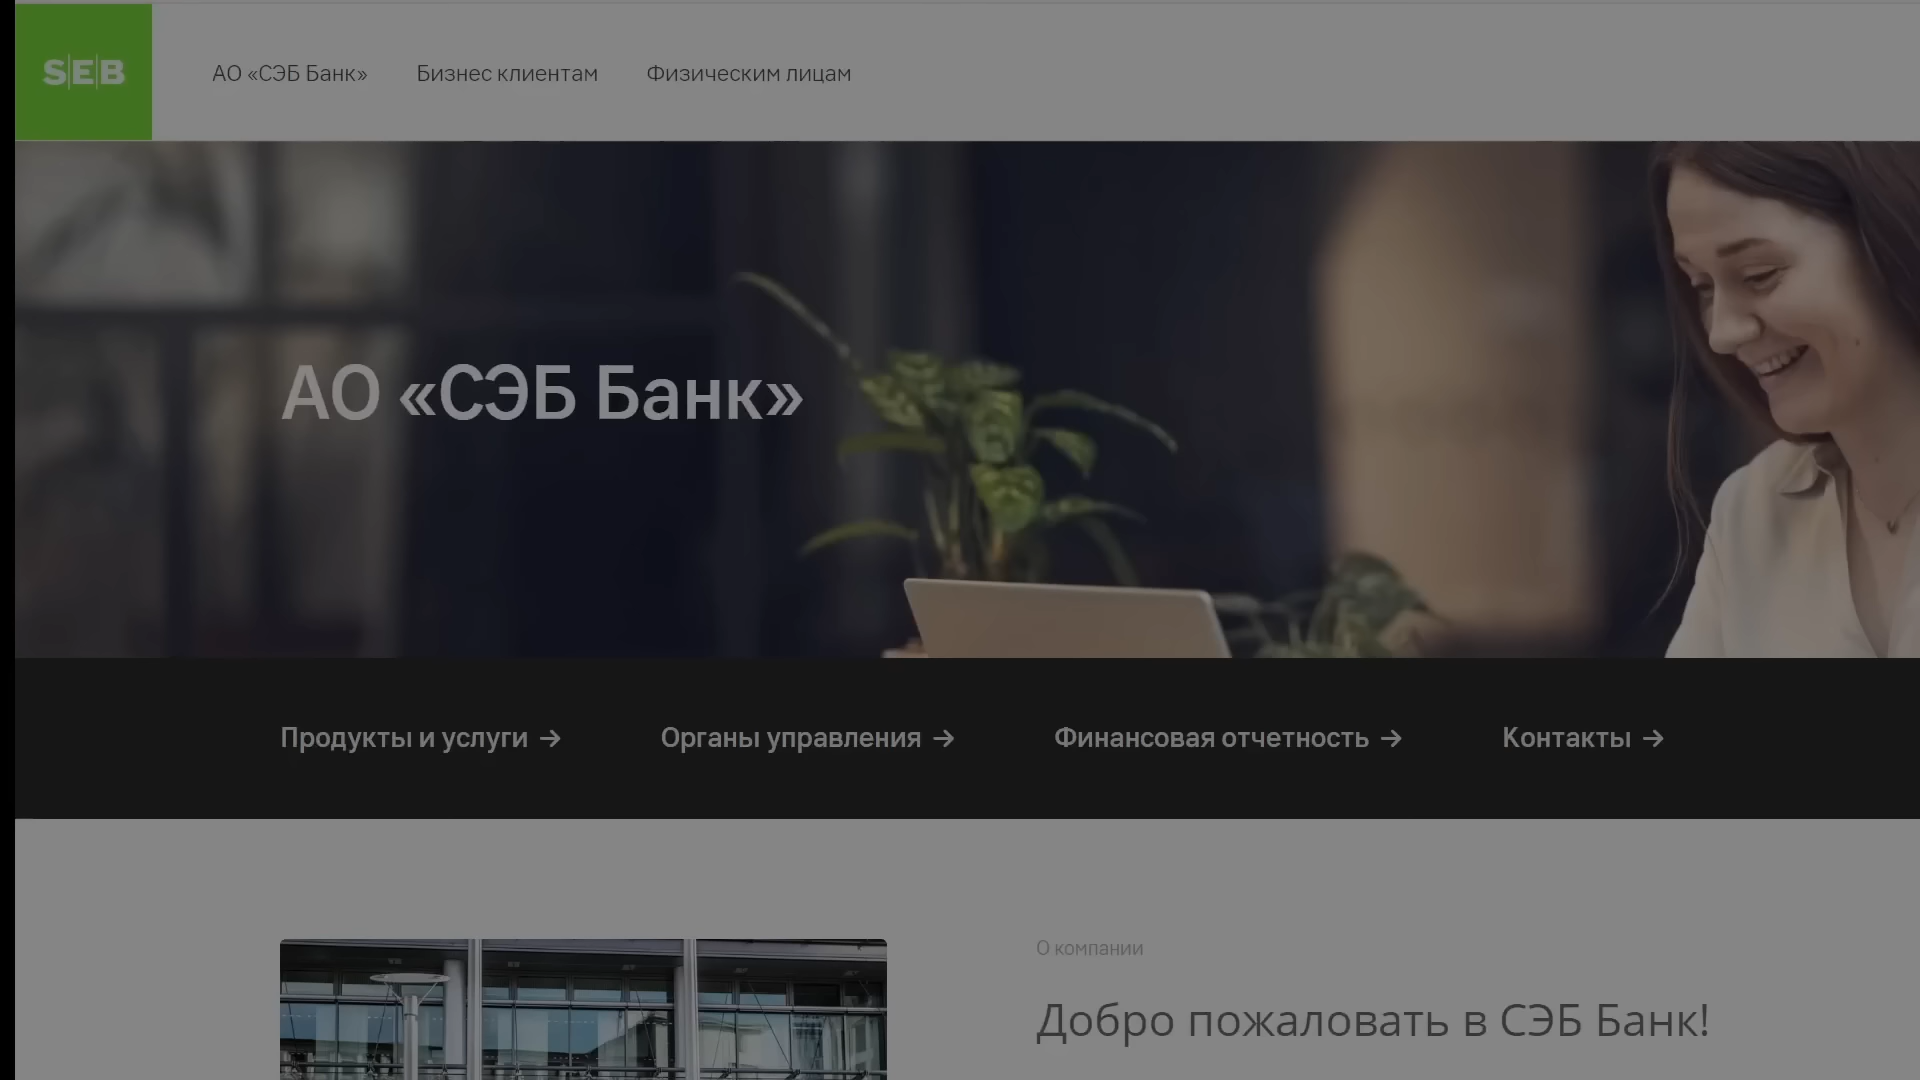 SEB
АО «СЭБ Банк»
Бизнес клиентам
Физическим лицам
АО «СЭБ Банк»
Продукты и услуги →
Органы управления →
Финансовая отчетность →
Контакты →
О компании
Добро пожаловать в СЭБ Банк!